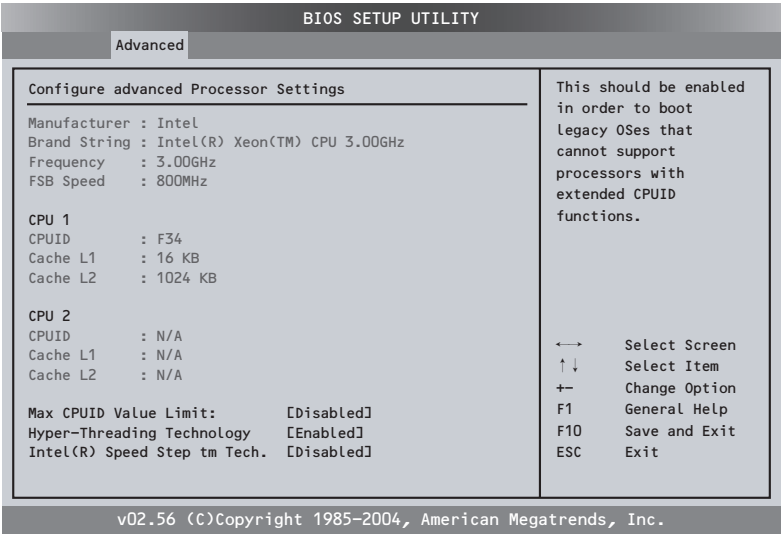 BIOS SETUP UTILITY
Advanced
Configure advanced Processor Settings
Manufacturer : Intel
Brand String : Intel(R) Xeon(TM) CPU 3.00GHz
Frequency : 3.00GHz
FSB Speed : 800MHz
CPU 1
CPUID : F34
Cache L1 : 16 KB
Cache L2 : 1024 KB
CPU 2
CPUID : N/A
Cache L1 : N/A
Cache L2 : N/A
Max CPUID Value Limit: [Disabled]
Hyper-Threading Technology [Enabled]
Intel(R) Speed Step tm Tech. [Disabled]
This should be enabled
in order to boot
legacy OSes that
cannot support
processors with
extended CPUID
functions.
←→ Select Screen
↑↓ Select Item
+- Change Option
F1 General Help
F10 Save and Exit
ESC Exit
v02.56 (C)Copyright 1985-2004, American Megatrends, Inc.